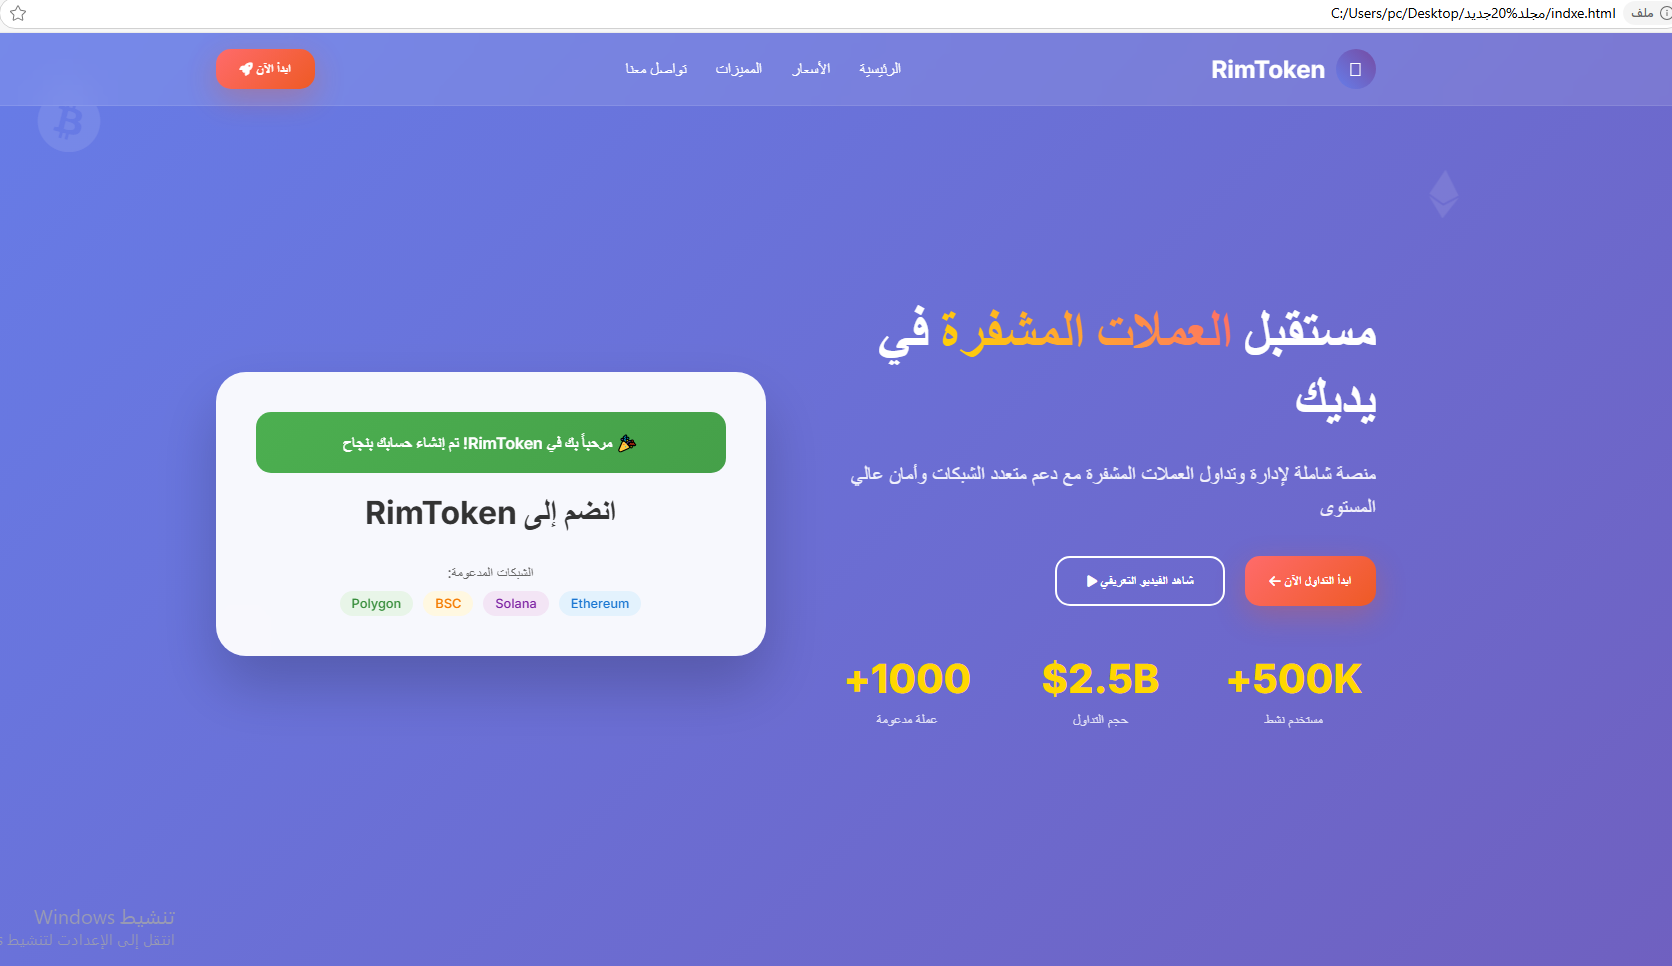 C:/Users/pc/Desktop/مجلد%20جديد/indxe.html
ملف
RimToken
الرئيسية
الأسعار
المميزات
تواصل معنا
ابدأ الآن
مستقبل العملات المشفرة في
يديك
منصة شاملة لإدارة وتداول العملات المشفرة مع دعم متعدد الشبكات وأمان عالي
المستوى
ابدأ التداول الآن
شاهد الفيديو التعريفي
+500K
مستخدم نشط
$2.5B
حجم التداول
+1000
عملة مدعومة
🎉 مرحباً بك في RimToken! تم إنشاء حسابك بنجاح
انضم إلى RimToken
الشبكات المدعومة:
Ethereum
Solana
BSC
Polygon
تنشيط Windows
انتقل إلى الإعدادات لتنشيط